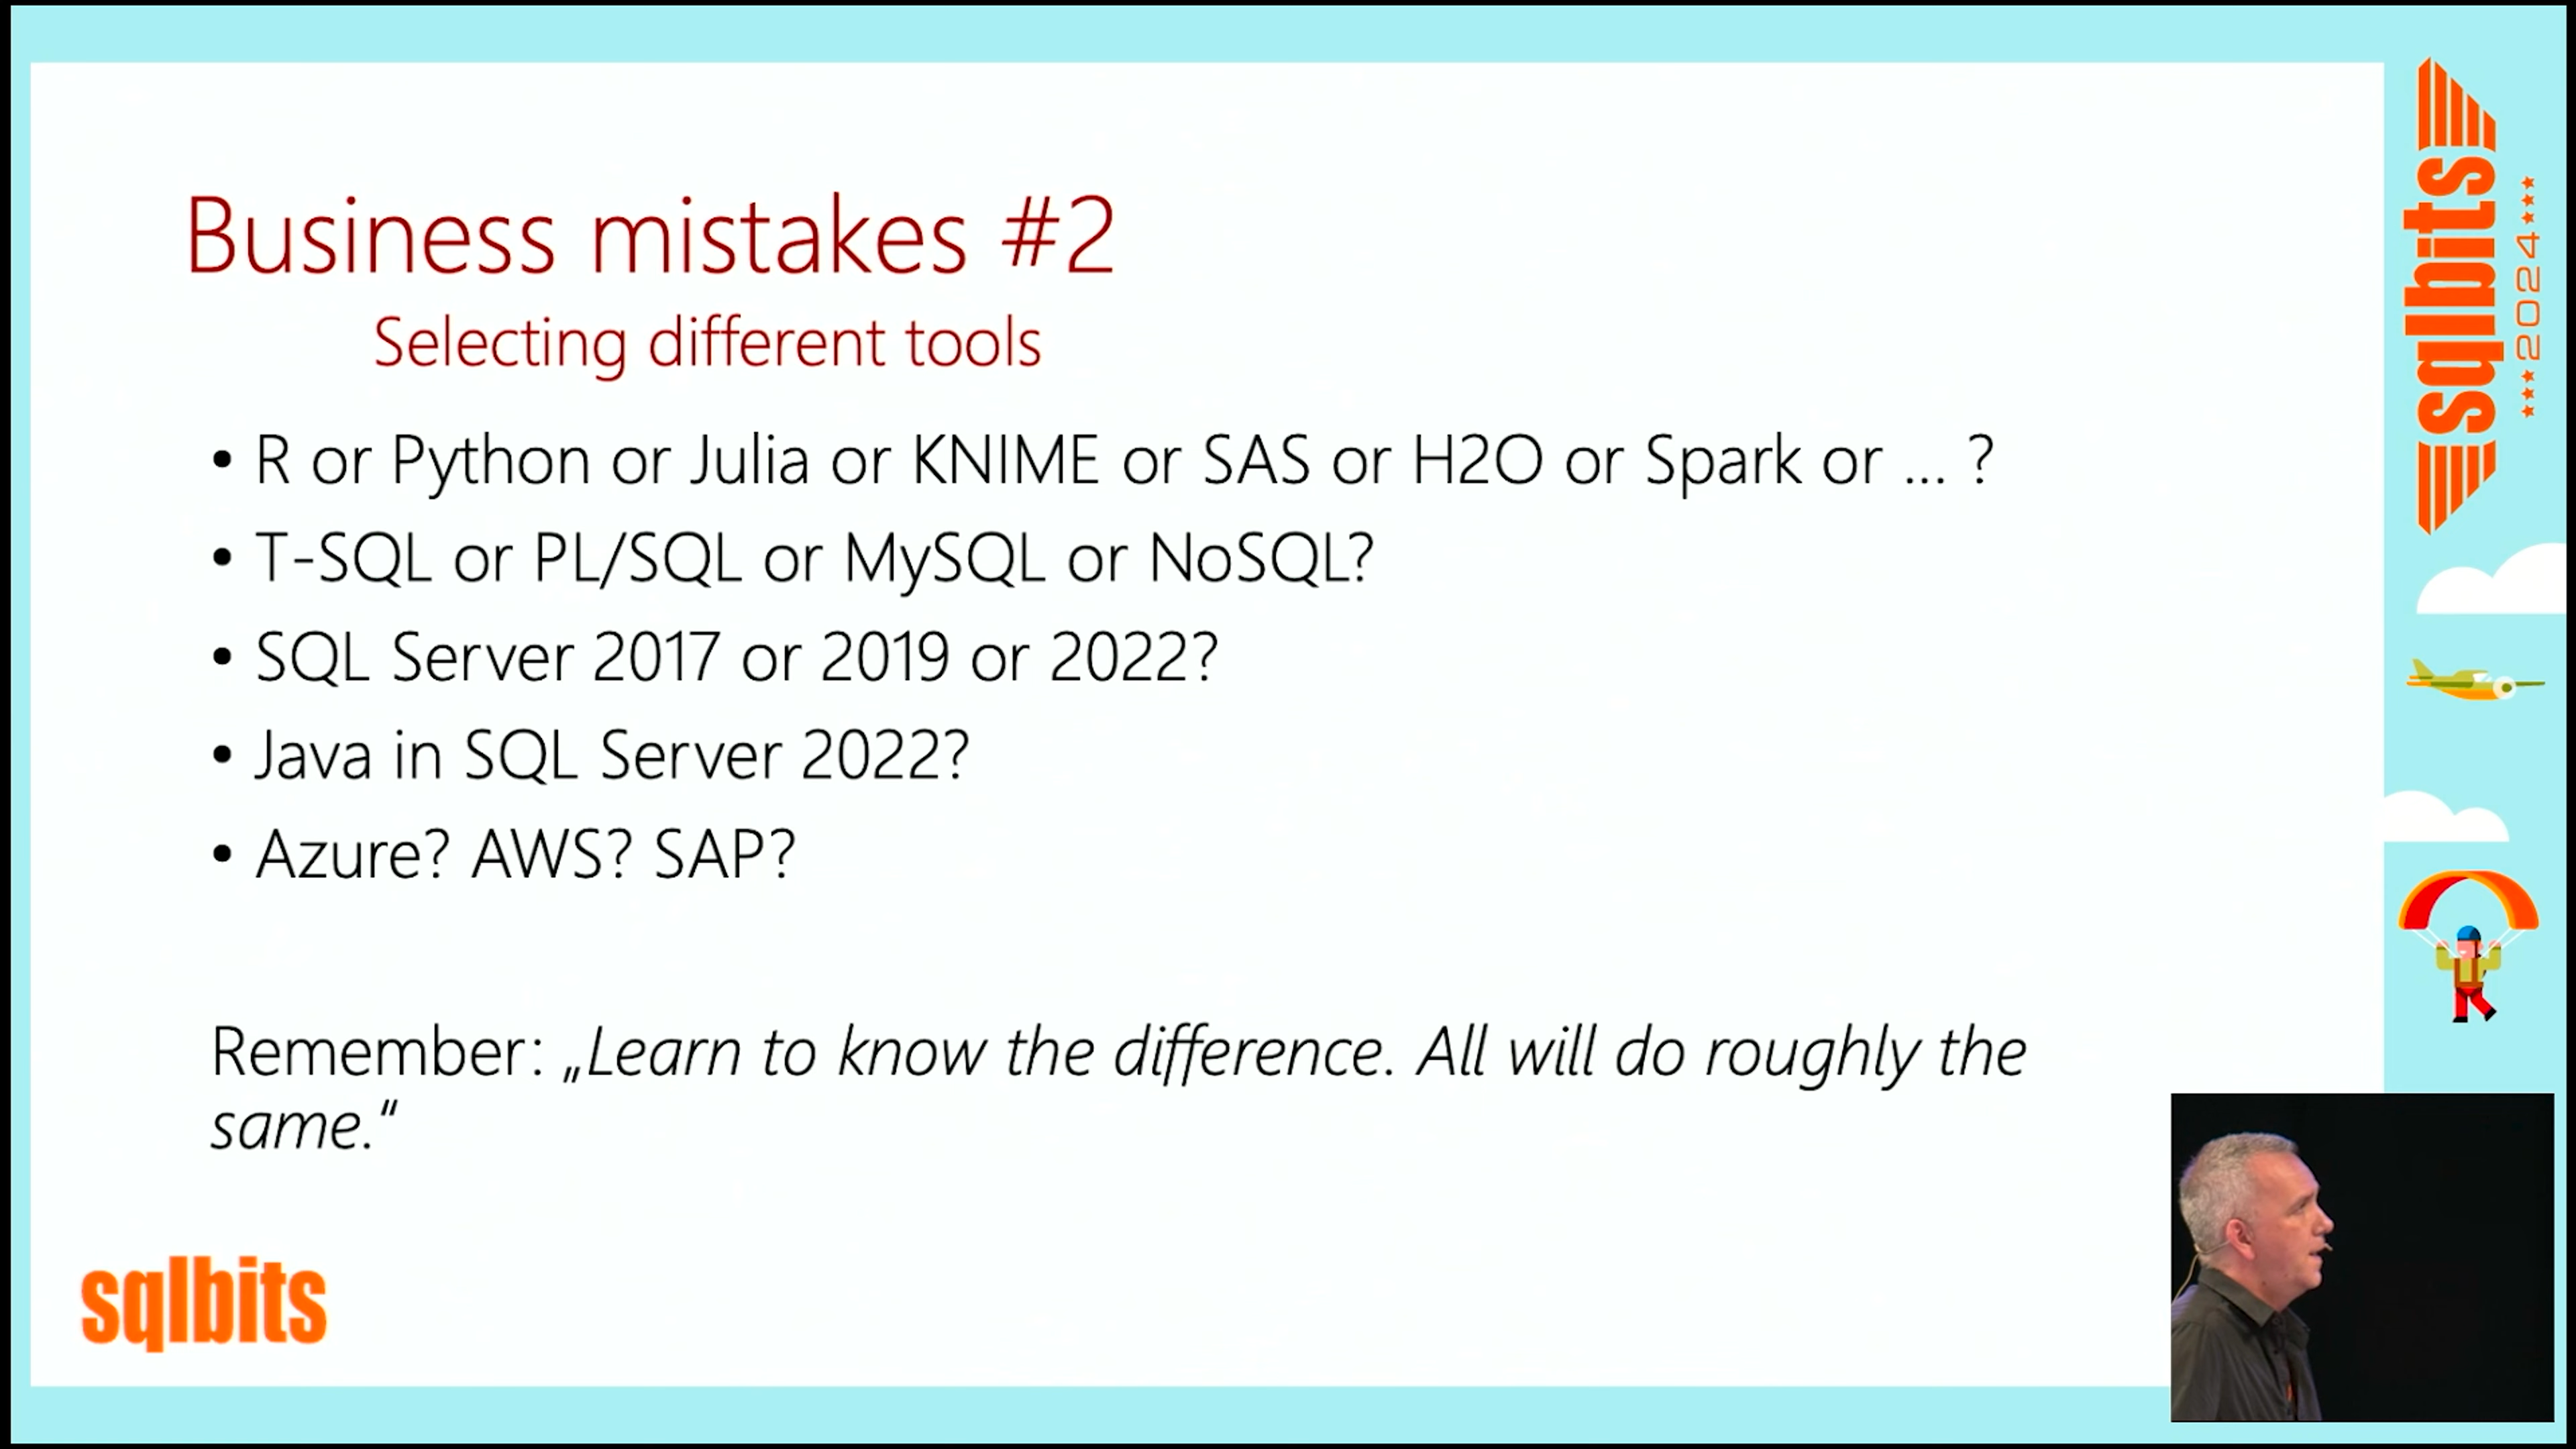 Business mistakes #2
Selecting different tools
• R or Python or Julia or KNIME or SAS or H2O or Spark or ... ?
• T-SQL or PL/SQL or MySQL or NoSQL?
• SQL Server 2017 or 2019 or 2022?
• Java in SQL Server 2022?
• Azure? AWS? SAP?
Remember: „Learn to know the difference. All will do roughly the
same.“
sqlbits
sqlbits
2024